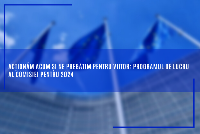 ACȚIONĂM ACUM ȘI NE PREGĂTIM PENTRU VIITOR: PROGRAMUL DE LUCRU
AL COMISIEI PENTRU 2024